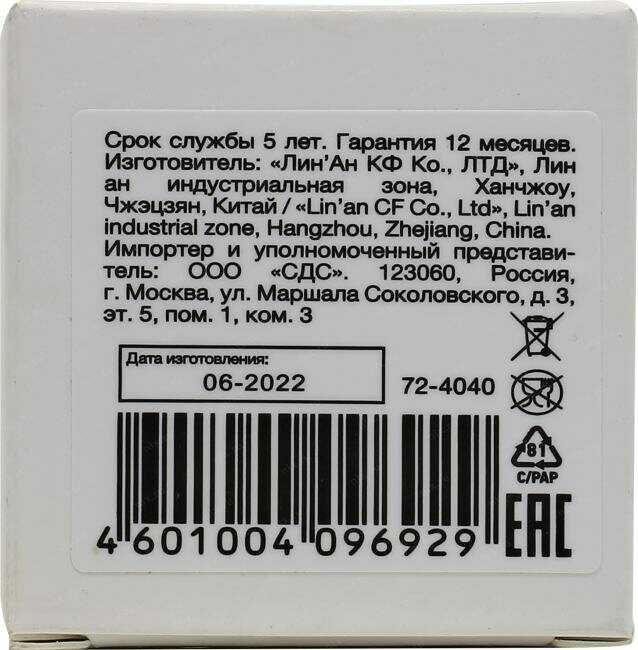 Срок службы 5 лет. Гарантия 12 месяцев.
Изготовитель: «Лин’Ан КФ Ко., ЛТД», Лин
ан индустриальная зона, Ханчжоу,
Чжэцзян, Китай / «Lin’an CF Co., Ltd», Lin’an
industrial zone, Hangzhou, Zhejiang, China.
Импортер и уполномоченный представи-
тель: ООО «СДС». 123060, Россия,
г. Москва, ул. Маршала Соколовского, д. 3,
эт. 5, пом. 1, ком. 3
Дата изготовления:
06-2022
72-4040
81
C/PAP
4 601004 096929
EAC